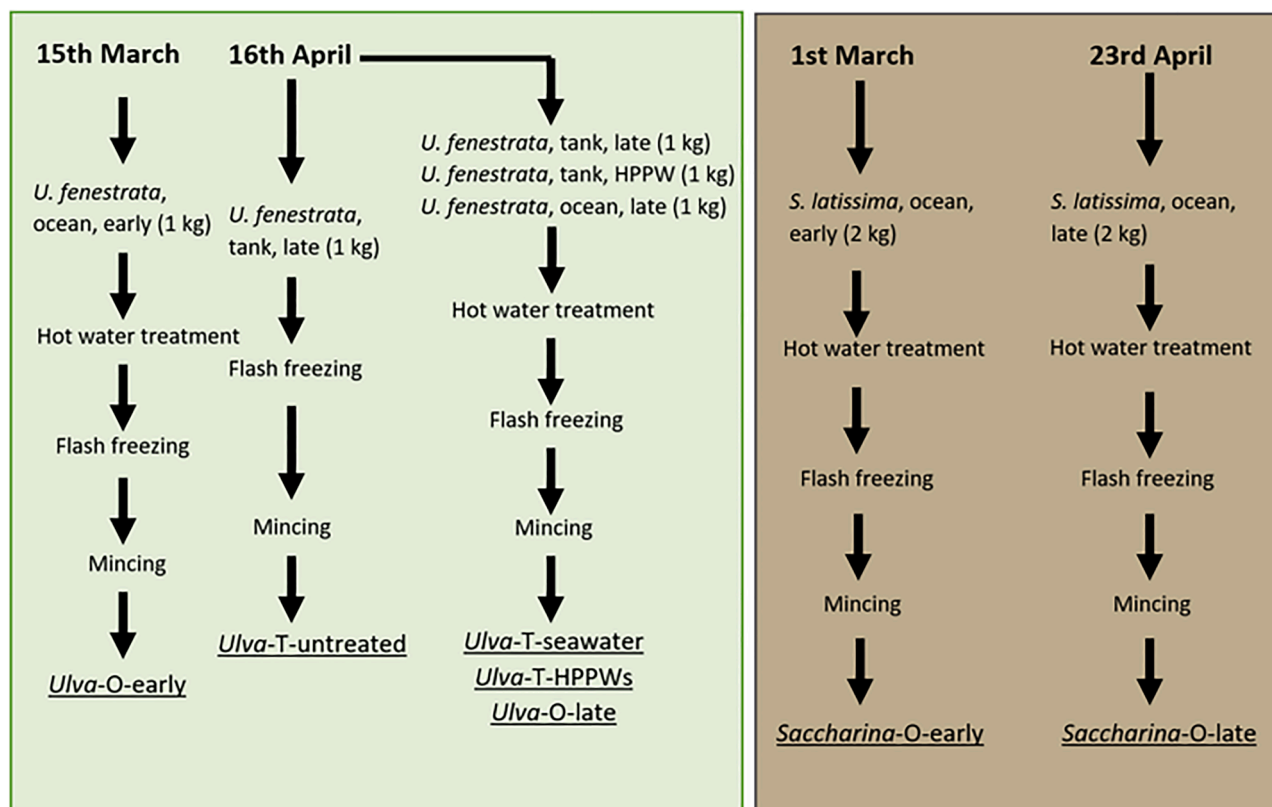 15th March
U. fenestrata,
ocean, early (1 kg)
Hot water treatment
Flash freezing
Mincing
Ulva-O-early
16th April
U. fenestrata,
tank, late (1 kg)
Flash freezing
Mincing
Ulva-T-untreated
U. fenestrata, tank, late (1 kg)
U. fenestrata, tank, HPPW (1 kg)
U. fenestrata, ocean, late (1 kg)
Hot water treatment
Flash freezing
Mincing
Ulva-T-seawater
Ulva-T-HPPWs
Ulva-O-late
1st March
S. latissima, ocean,
early (2 kg)
Hot water treatment
Flash freezing
Mincing
Saccharina-O-early
23rd April
S. latissima, ocean,
late (2 kg)
Hot water treatment
Flash freezing
Mincing
Saccharina-O-late